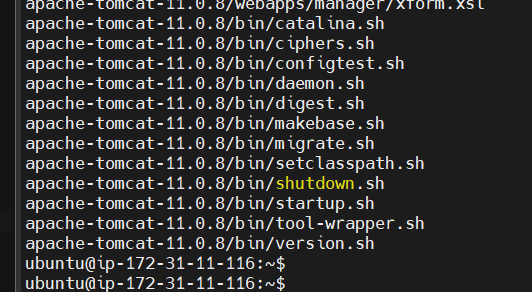 apache-tomcat-11.0.8/webapps/manager/xform.xsl
apache-tomcat-11.0.8/bin/catalina.sh
apache-tomcat-11.0.8/bin/ciphers.sh
apache-tomcat-11.0.8/bin/configtest.sh
apache-tomcat-11.0.8/bin/daemon.sh
apache-tomcat-11.0.8/bin/digest.sh
apache-tomcat-11.0.8/bin/makebase.sh
apache-tomcat-11.0.8/bin/migrate.sh
apache-tomcat-11.0.8/bin/setclasspath.sh
apache-tomcat-11.0.8/bin/shutdown.sh
apache-tomcat-11.0.8/bin/startup.sh
apache-tomcat-11.0.8/bin/tool-wrapper.sh
apache-tomcat-11.0.8/bin/version.sh
ubuntu@ip-172-31-11-116:~$
ubuntu@ip-172-31-11-116:~$